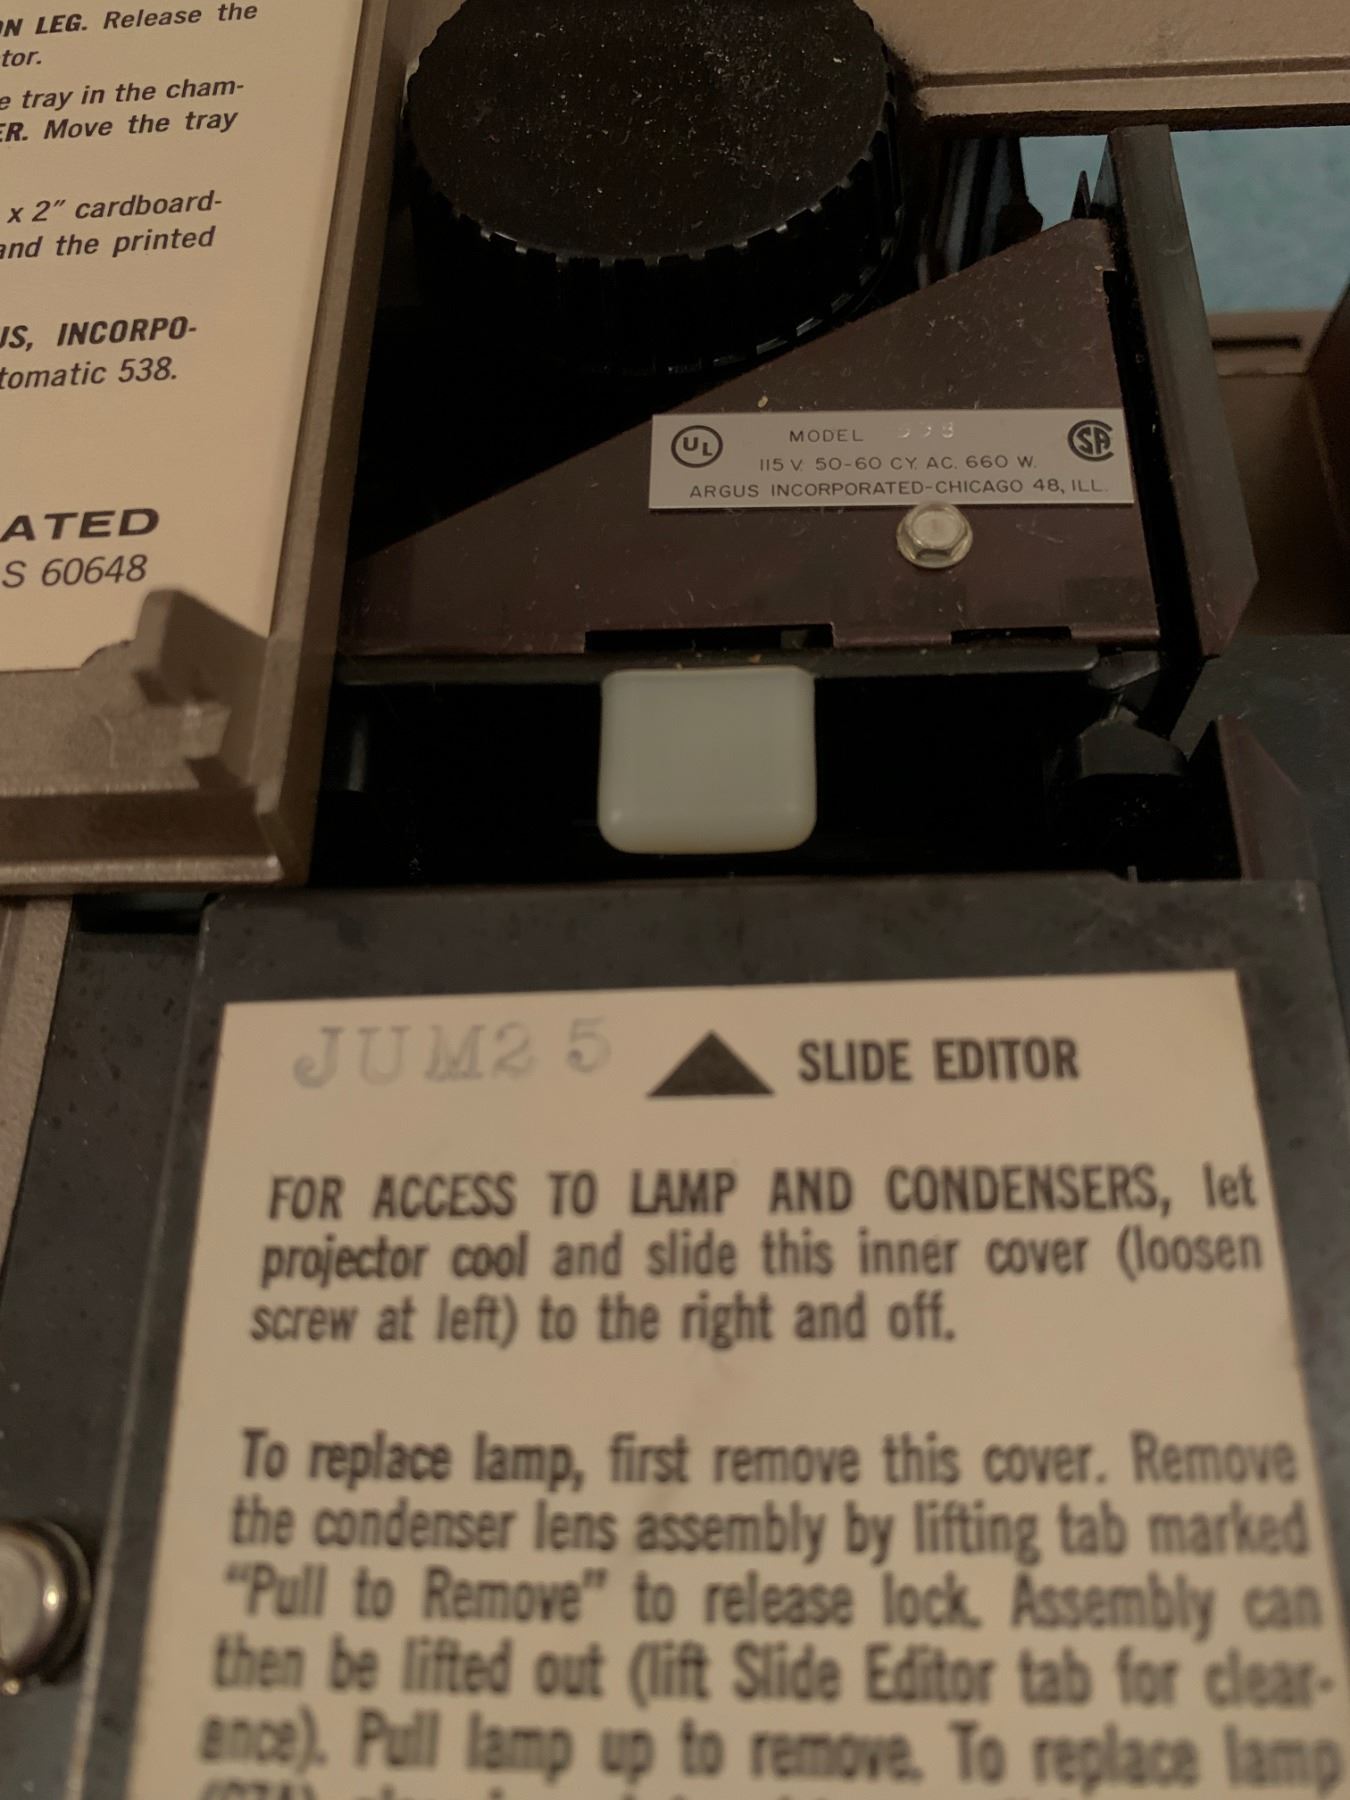 ON LEG. Release the
tor.
e tray in the cham-
ER. Move the tray
x 2" cardboard-
and the printed
US, INCORPO-
tomatic 538.
ATED
S 60648
UL
MODEL 538
SA
115 V. 50-60 CY. AC. 660 W.
ARGUS INCORPORATED-CHICAGO 48, ILL.
JUM25
▲ SLIDE EDITOR
FOR ACCESS TO LAMP AND CONDENSERS, let
projector cool and slide this inner cover (loosen
screw at left) to the right and off.
To replace lamp, first remove this cover. Remove
the condenser lens assembly by lifting tab marked
"Pull to Remove" to release lock. Assembly can
then be lifted out (lift Slide Editor tab for clear-
ance). Pull lamp up to remove. To replace lamp